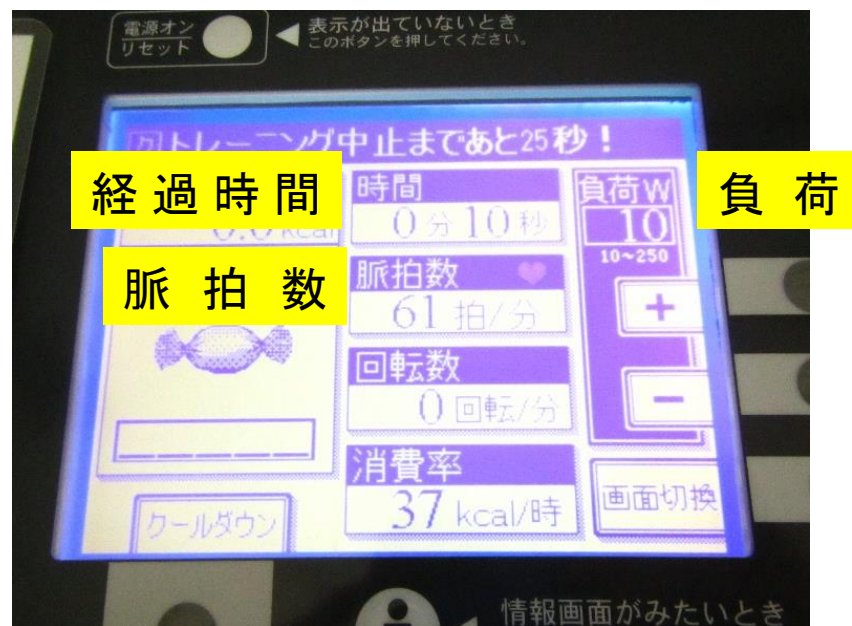 電源オン
リセット
表示が出ていないとき
このボタンを押してください。
トレーニング中止まであと25秒！
経過時間
0.0 kcal
時間
0分10秒
負荷W
10
10~250
負荷
脈拍数
脈拍数
61 拍/分
+
回転数
0 回転/分
−
消費率
37 kcal/時
クールダウン
画面切換
情報画面がみたいとき